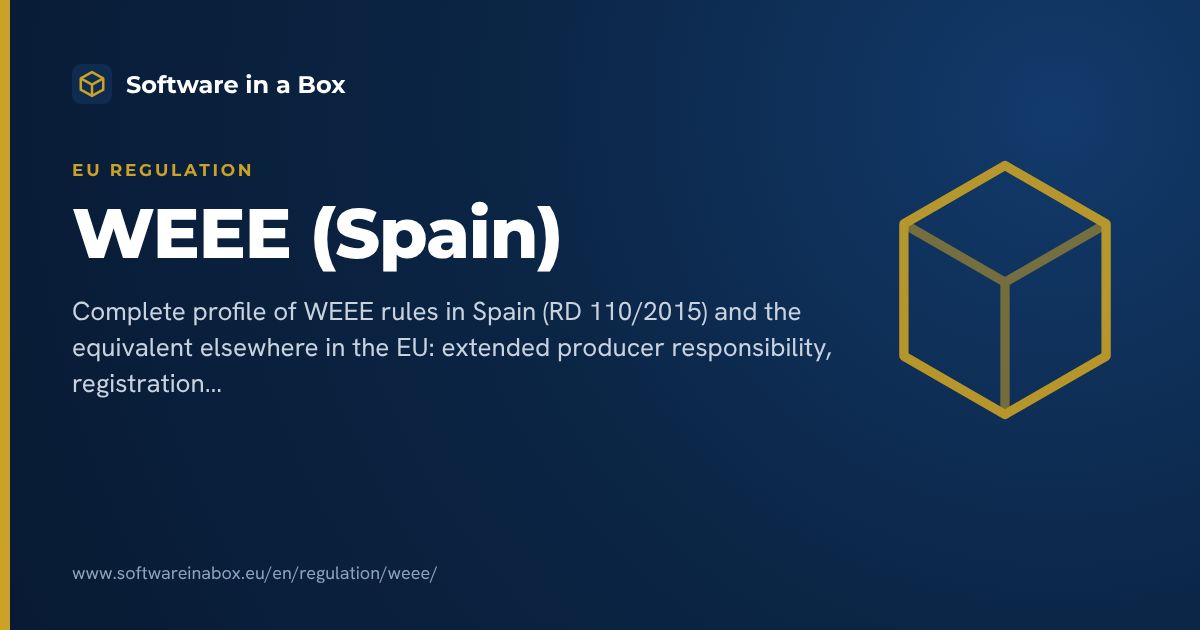 Software in a Box
EU REGULATION
WEEE (Spain)
Complete profile of WEEE rules in Spain (RD 110/2015) and the
equivalent elsewhere in the EU: extended producer responsibility,
registration...
www.softwareinabox.eu/en/regulation/weee/